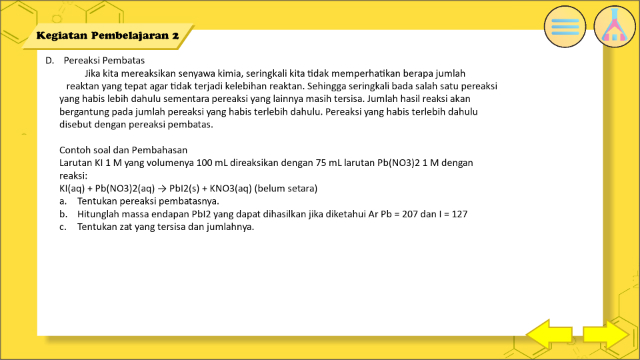 Kegiatan Pembelajaran 2
D. Pereaksi Pembatas
Jika kita mereaksikan senyawa kimia, seringkali kita tidak memperhatikan berapa jumlah
reaktan yang tepat agar tidak terjadi kelebihan reaktan. Sehingga seringkali bada salah satu pereaksi
yang habis lebih dahulu sementara pereaksi yang lainnya masih tersisa. Jumlah hasil reaksi akan
bergantung pada jumlah pereaksi yang habis terlebih dahulu. Pereaksi yang habis terlebih dahulu
disebut dengan pereaksi pembatas.
Contoh soal dan Pembahasan
Larutan KI 1 M yang volumenya 100 mL direaksikan dengan 75 mL larutan Pb(NO3)2 1 M dengan
reaksi:
KI(aq) + Pb(NO3)2(aq) → PbI2(s) + KNO3(aq) (belum setara)
a. Tentukan pereaksi pembatasnya.
b. Hitunglah massa endapan PbI2 yang dapat dihasilkan jika diketahui Ar Pb = 207 dan I = 127
c. Tentukan zat yang tersisa dan jumlahnya.